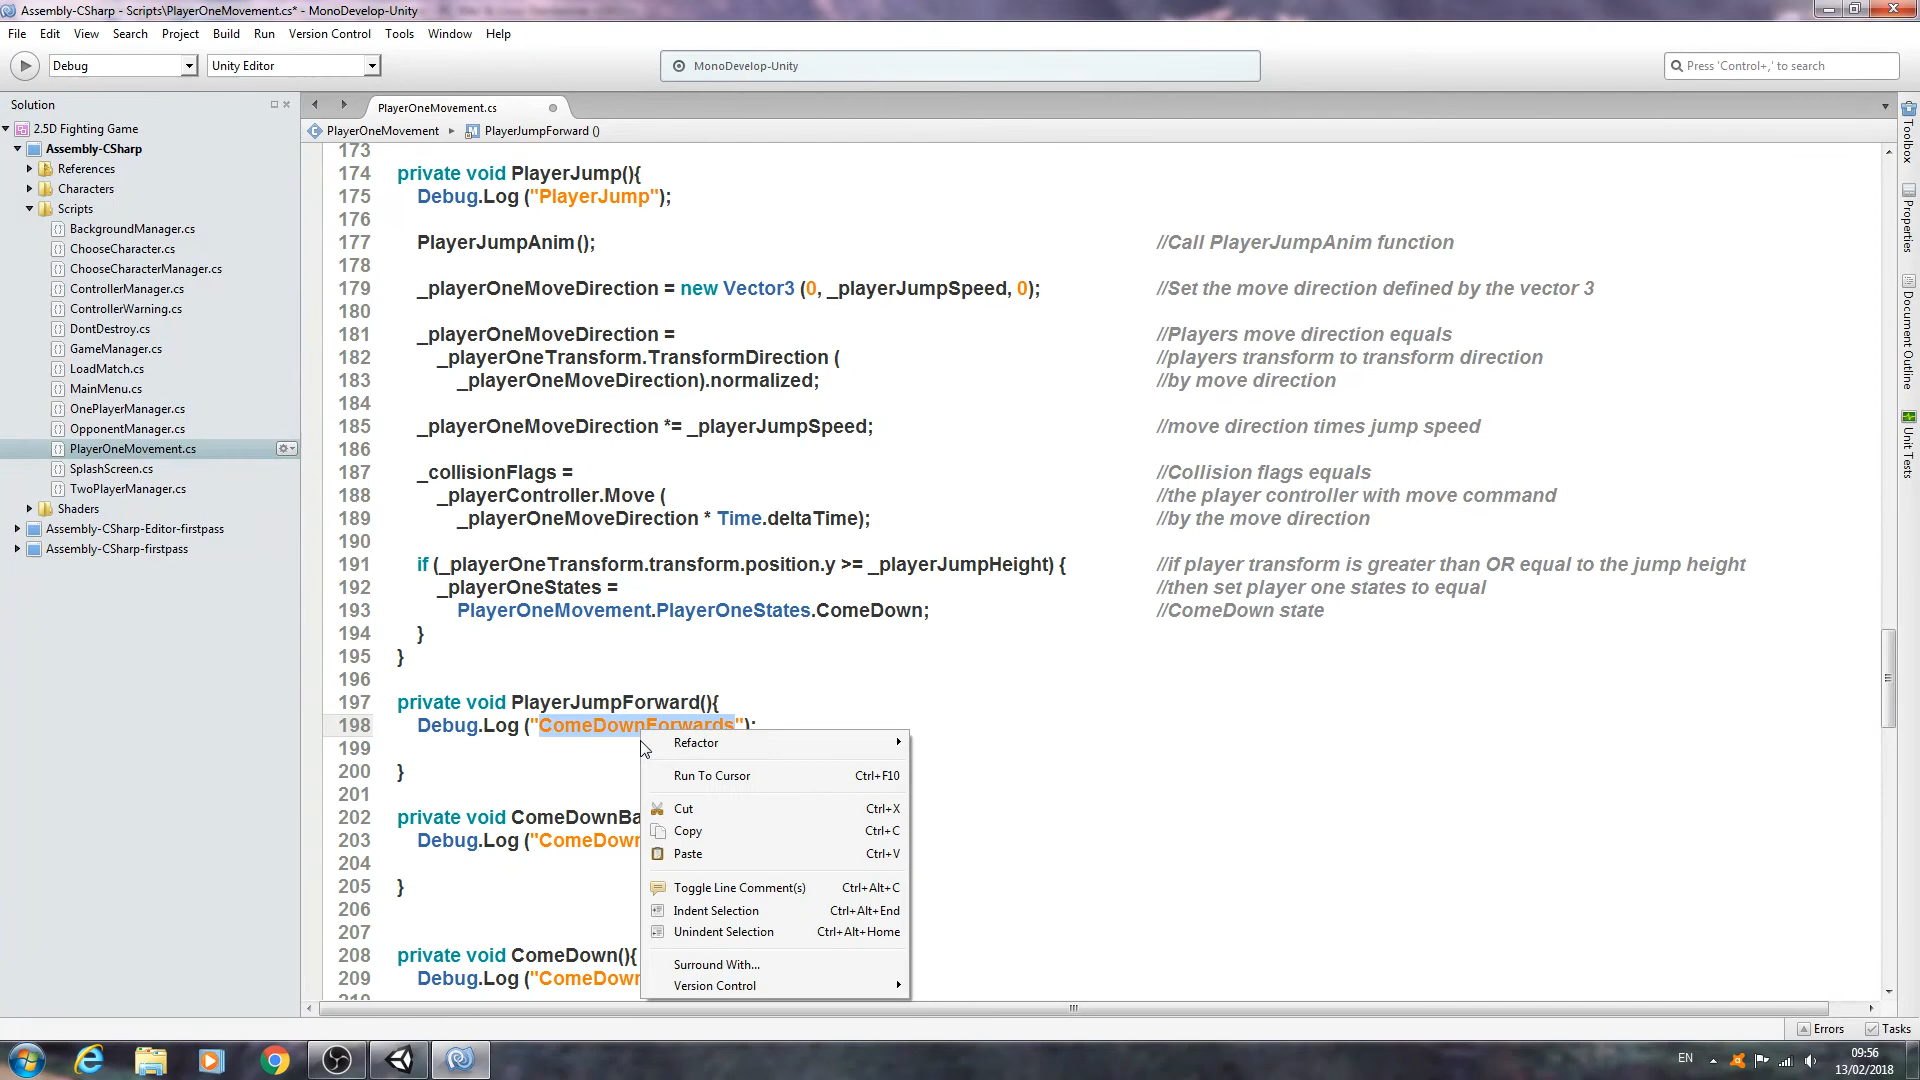 Assembly-CSharp - Scripts\PlayerOneMovement.cs* - MonoDevelop-Unity
File Edit View Search Project Build Run Version Control Tools Window Help
Debug
Unity Editor
MonoDevelop-Unity
Press 'Control+,' to search
Solution
2.5D Fighting Game
Assembly-CSharp
References
Characters
Scripts
BackgroundManager.cs
ChooseCharacter.cs
ChooseCharacterManager.cs
ControllerManager.cs
ControllerWarning.cs
DontDestroy.cs
GameManager.cs
LoadMatch.cs
MainMenu.cs
OnePlayerManager.cs
OpponentManager.cs
PlayerOneMovement.cs
SplashScreen.cs
TwoPlayerManager.cs
Shaders
Assembly-CSharp-Editor-firstpass
Assembly-CSharp-firstpass
PlayerOneMovement.cs
PlayerOneMovement PlayerJumpForward ()
173
174 private void PlayerJump(){
175 Debug.Log ("PlayerJump");
176
177 PlayerJumpAnim(); //Call PlayerJumpAnim function
178
179 _playerOneMoveDirection = new Vector3 (0, _playerJumpSpeed, 0); //Set the move direction defined by the vector 3
180
181 _playerOneMoveDirection = //Players move direction equals
182 _playerOneTransform.TransformDirection ( //players transform to transform direction
183 _playerOneMoveDirection).normalized; //by move direction
184
185 _playerOneMoveDirection *= _playerJumpSpeed; //move direction times jump speed
186
187 _collisionFlags = //Collision flags equals
188 _playerController.Move ( //the player controller with move command
189 _playerOneMoveDirection * Time.deltaTime); //by the move direction
190
191 if (_playerOneTransform.transform.position.y >= _playerJumpHeight) { //if player transform is greater than OR equal to the jump height
192 _playerOneStates = //then set player one states to equal
193 PlayerOneMovement.PlayerOneStates.ComeDown; //ComeDown state
194 }
195 }
196
197 private void PlayerJumpForward(){
198 Debug.Log ("ComeDownForwards");
199
200 }
201
202 private void ComeDownBa
203 Debug.Log ("ComeDown
204
205 }
206
207
208 private void ComeDown(){
209 Debug.Log ("ComeDown
210
Refactor
Run To Cursor Ctrl+F10
Cut Ctrl+X
Copy Ctrl+C
Paste Ctrl+V
Toggle Line Comment(s) Ctrl+Alt+C
Indent Selection Ctrl+Alt+End
Unindent Selection Ctrl+Alt+Home
Surround With...
Version Control
Toolbox
Properties
Document Outline
Unit Tests
Errors Tasks
EN
09:56
13/02/2018